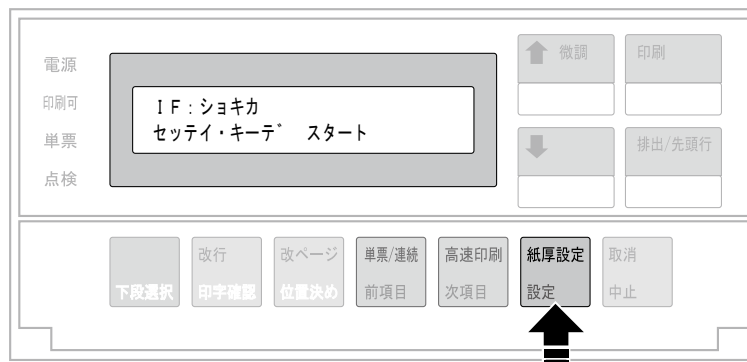 電源
印刷可
単票
点検
IF:ショキカ
セッテイ・キーデ゛ スタート
微調
印刷
排出/先頭行
下段選択
改行
印字確認
改ページ
位置決め
単票/連続
前項目
高速印刷
次項目
紙厚設定
設定
取消
中止